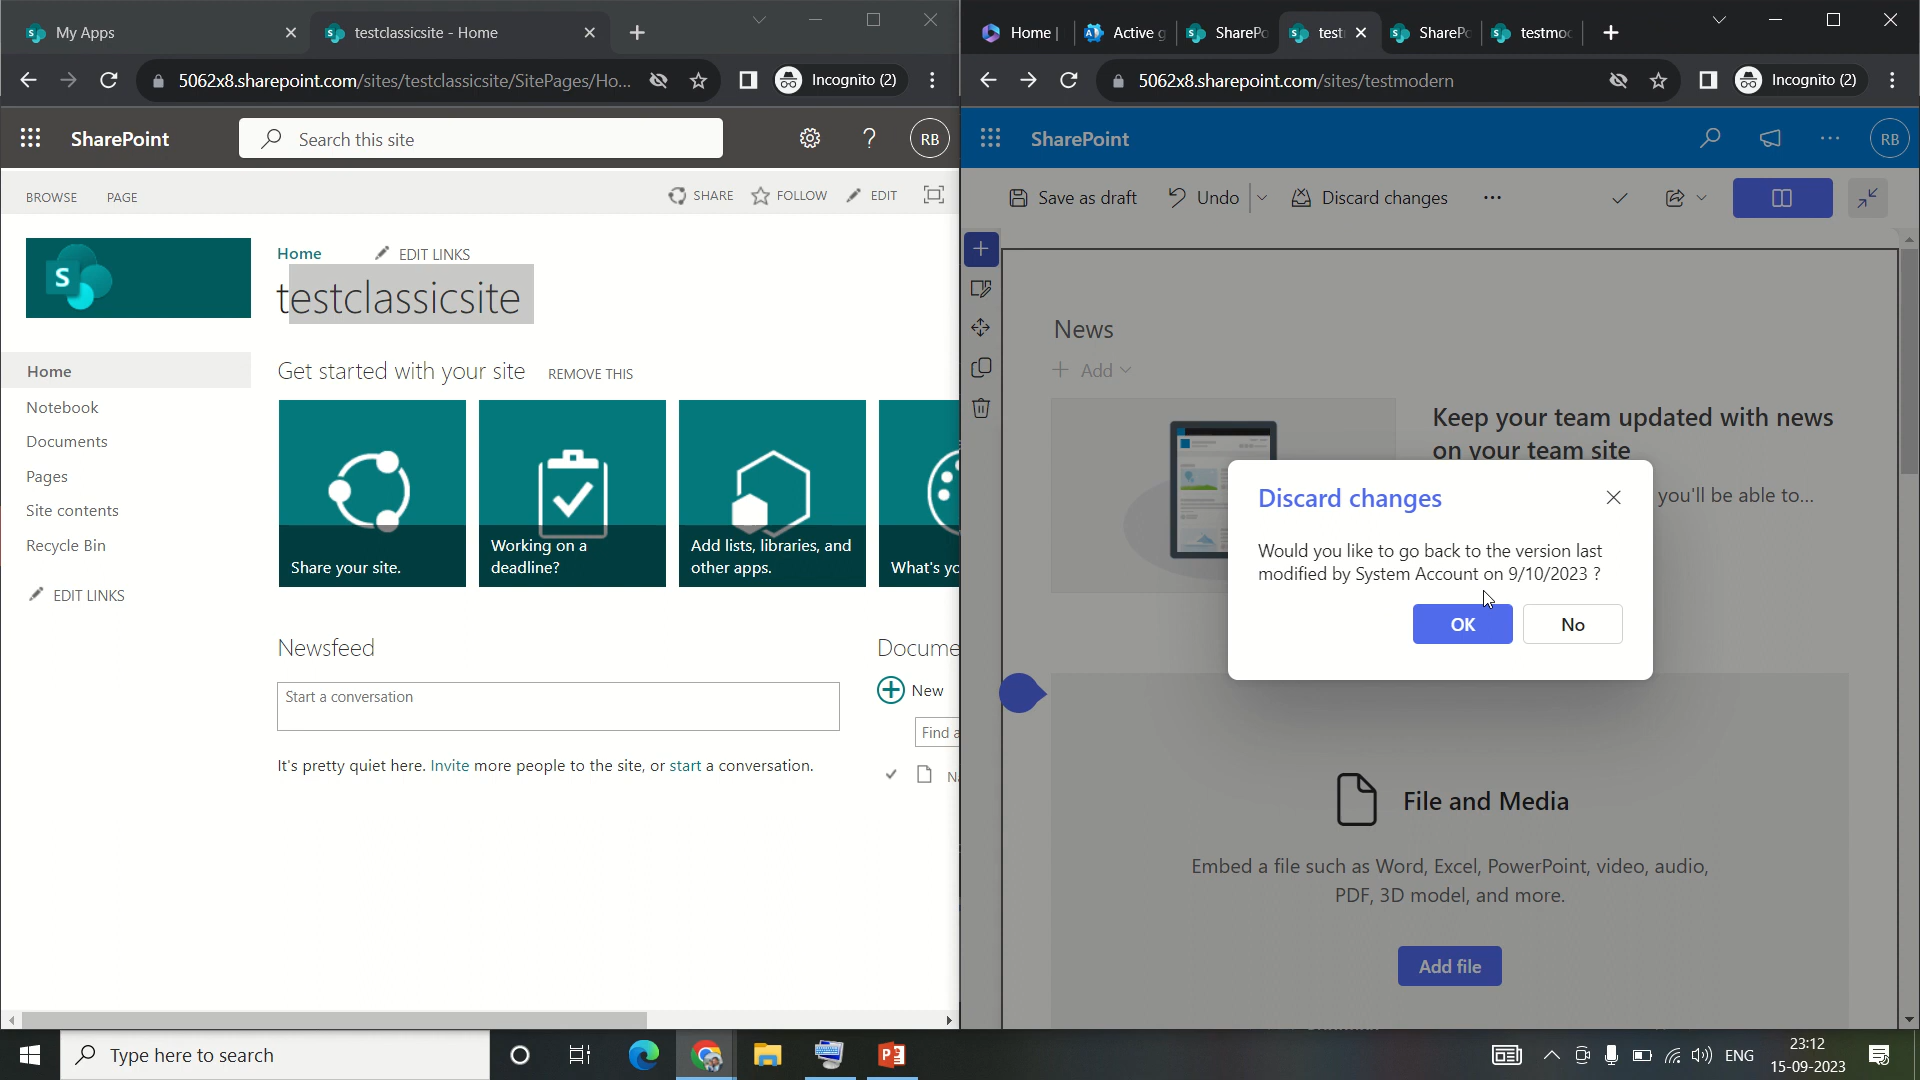 My Apps
testclassicsite - Home
5062x8.sharepoint.com/sites/testclassicsite/SitePages/Ho...
Incognito (2)
SharePoint
Search this site
RB
BROWSE
PAGE
SHARE
FOLLOW
EDIT
S
Home
EDIT LINKS
testclassicsite
Home
Notebook
Documents
Pages
Site contents
Recycle Bin
EDIT LINKS
Get started with your site
REMOVE THIS
Share your site.
Working on a
deadline?
Add lists, libraries, and
other apps.
What's yo
Newsfeed
Start a conversation
It's pretty quiet here. Invite more people to the site, or start a conversation.
Docume
New
Find a
Na
Home |
Active g
SharePo
test
SharePo
testmo
5062x8.sharepoint.com/sites/testmodern
Incognito (2)
SharePoint
RB
Save as draft
Undo
Discard changes
News
Add
Keep your team updated with news
on your team site
you'll be able to...
Discard changes
Would you like to go back to the version last
modified by System Account on 9/10/2023 ?
OK
No
File and Media
Embed a file such as Word, Excel, PowerPoint, video, audio,
PDF, 3D model, and more.
Add file
Type here to search
ENG
23:12
15-09-2023